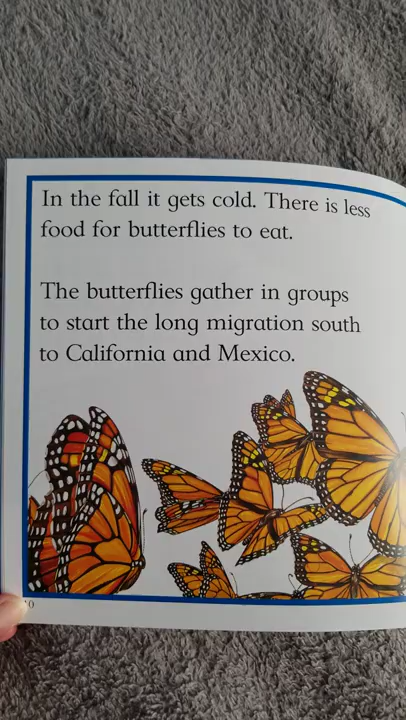 In the fall it gets cold. There is less
food for butterflies to eat.
The butterflies gather in groups
to start the long migration south
to California and Mexico.